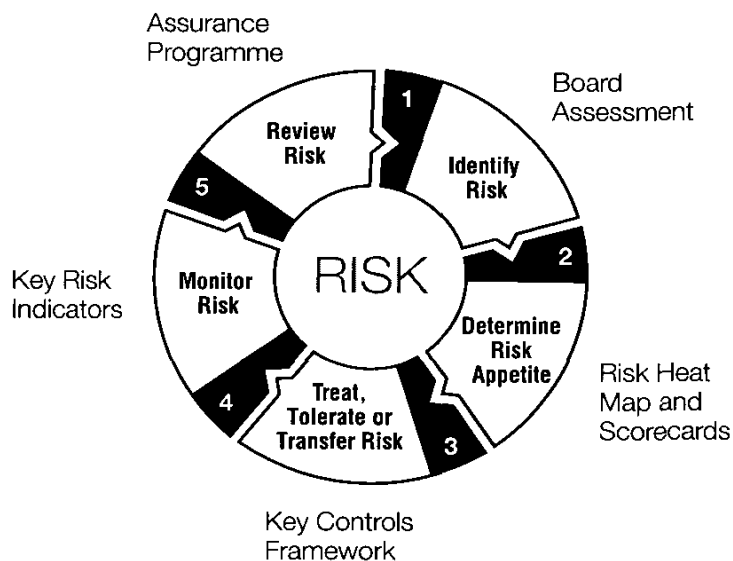 Assurance
Programme
Board
Assessment
1
Identify
Risk
2
Determine
Risk
Appetite
Risk Heat
Map and
Scorecards
3
Treat,
Tolerate or
Transfer Risk
Key Controls
Framework
4
Monitor
Risk
Key Risk
Indicators
5
Review
Risk
RISK